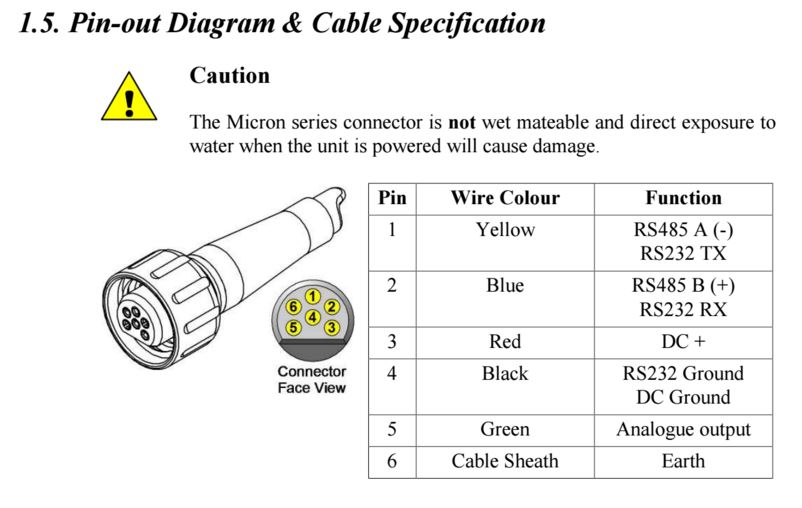 1.5. Pin-out Diagram & Cable Specification
!
Caution
The Micron series connector is not wet mateable and direct exposure to
water when the unit is powered will cause damage.
Pin Wire Colour Function
1 Yellow RS485 A (-)
RS232 TX
2 Blue RS485 B (+)
RS232 RX
3 Red DC +
4 Black RS232 Ground
DC Ground
5 Green Analogue output
6 Cable Sheath Earth
1
6 2
4
5 3
Connector
Face View